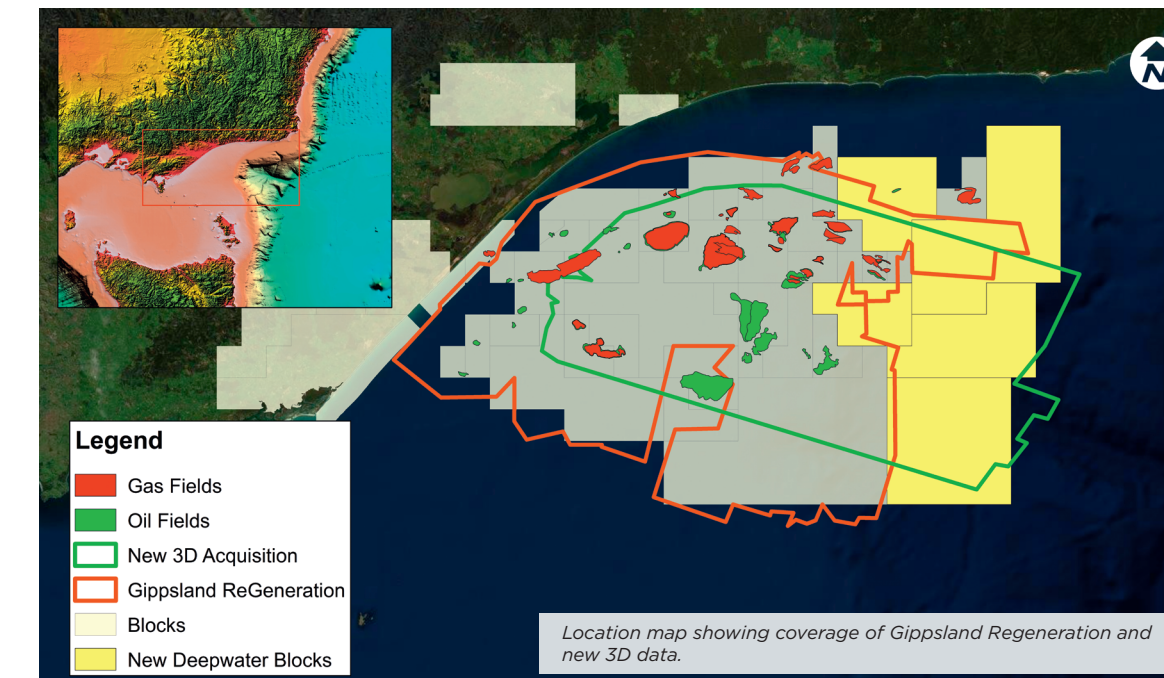 N
Legend
Gas Fields
Oil Fields
New 3D Acquisition
Gippsland ReGeneration
Blocks
New Deepwater Blocks
Location map showing coverage of Gippsland Regeneration and
new 3D data.